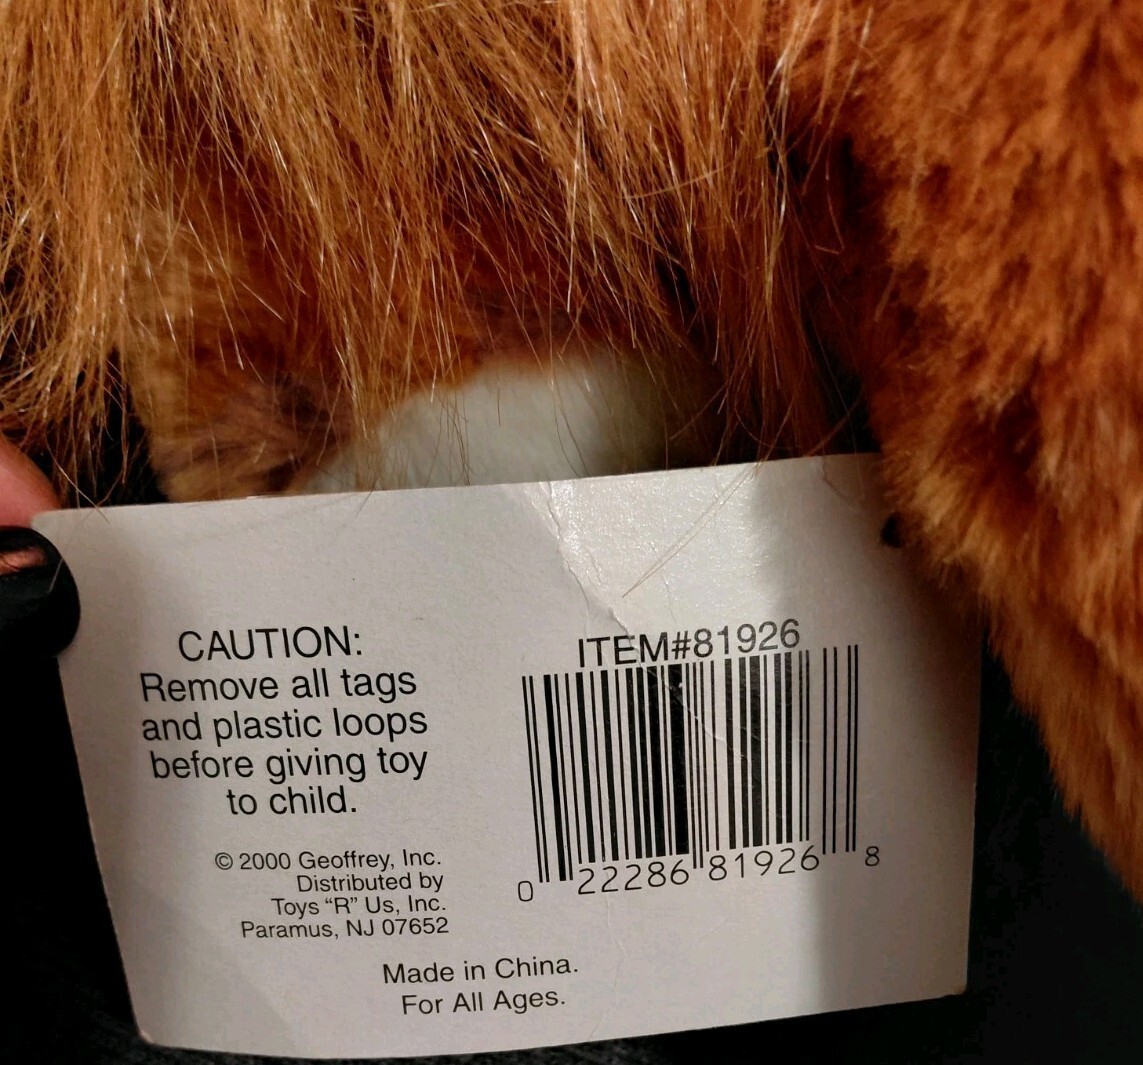 CAUTION:
Remove all tags
and plastic loops
before giving toy
to child.
© 2000 Geoffrey, Inc.
Distributed by
Toys “R” Us, Inc.
Paramus, NJ 07652
ITEM#81926
0 22286 81926 8
Made in China.
For All Ages.